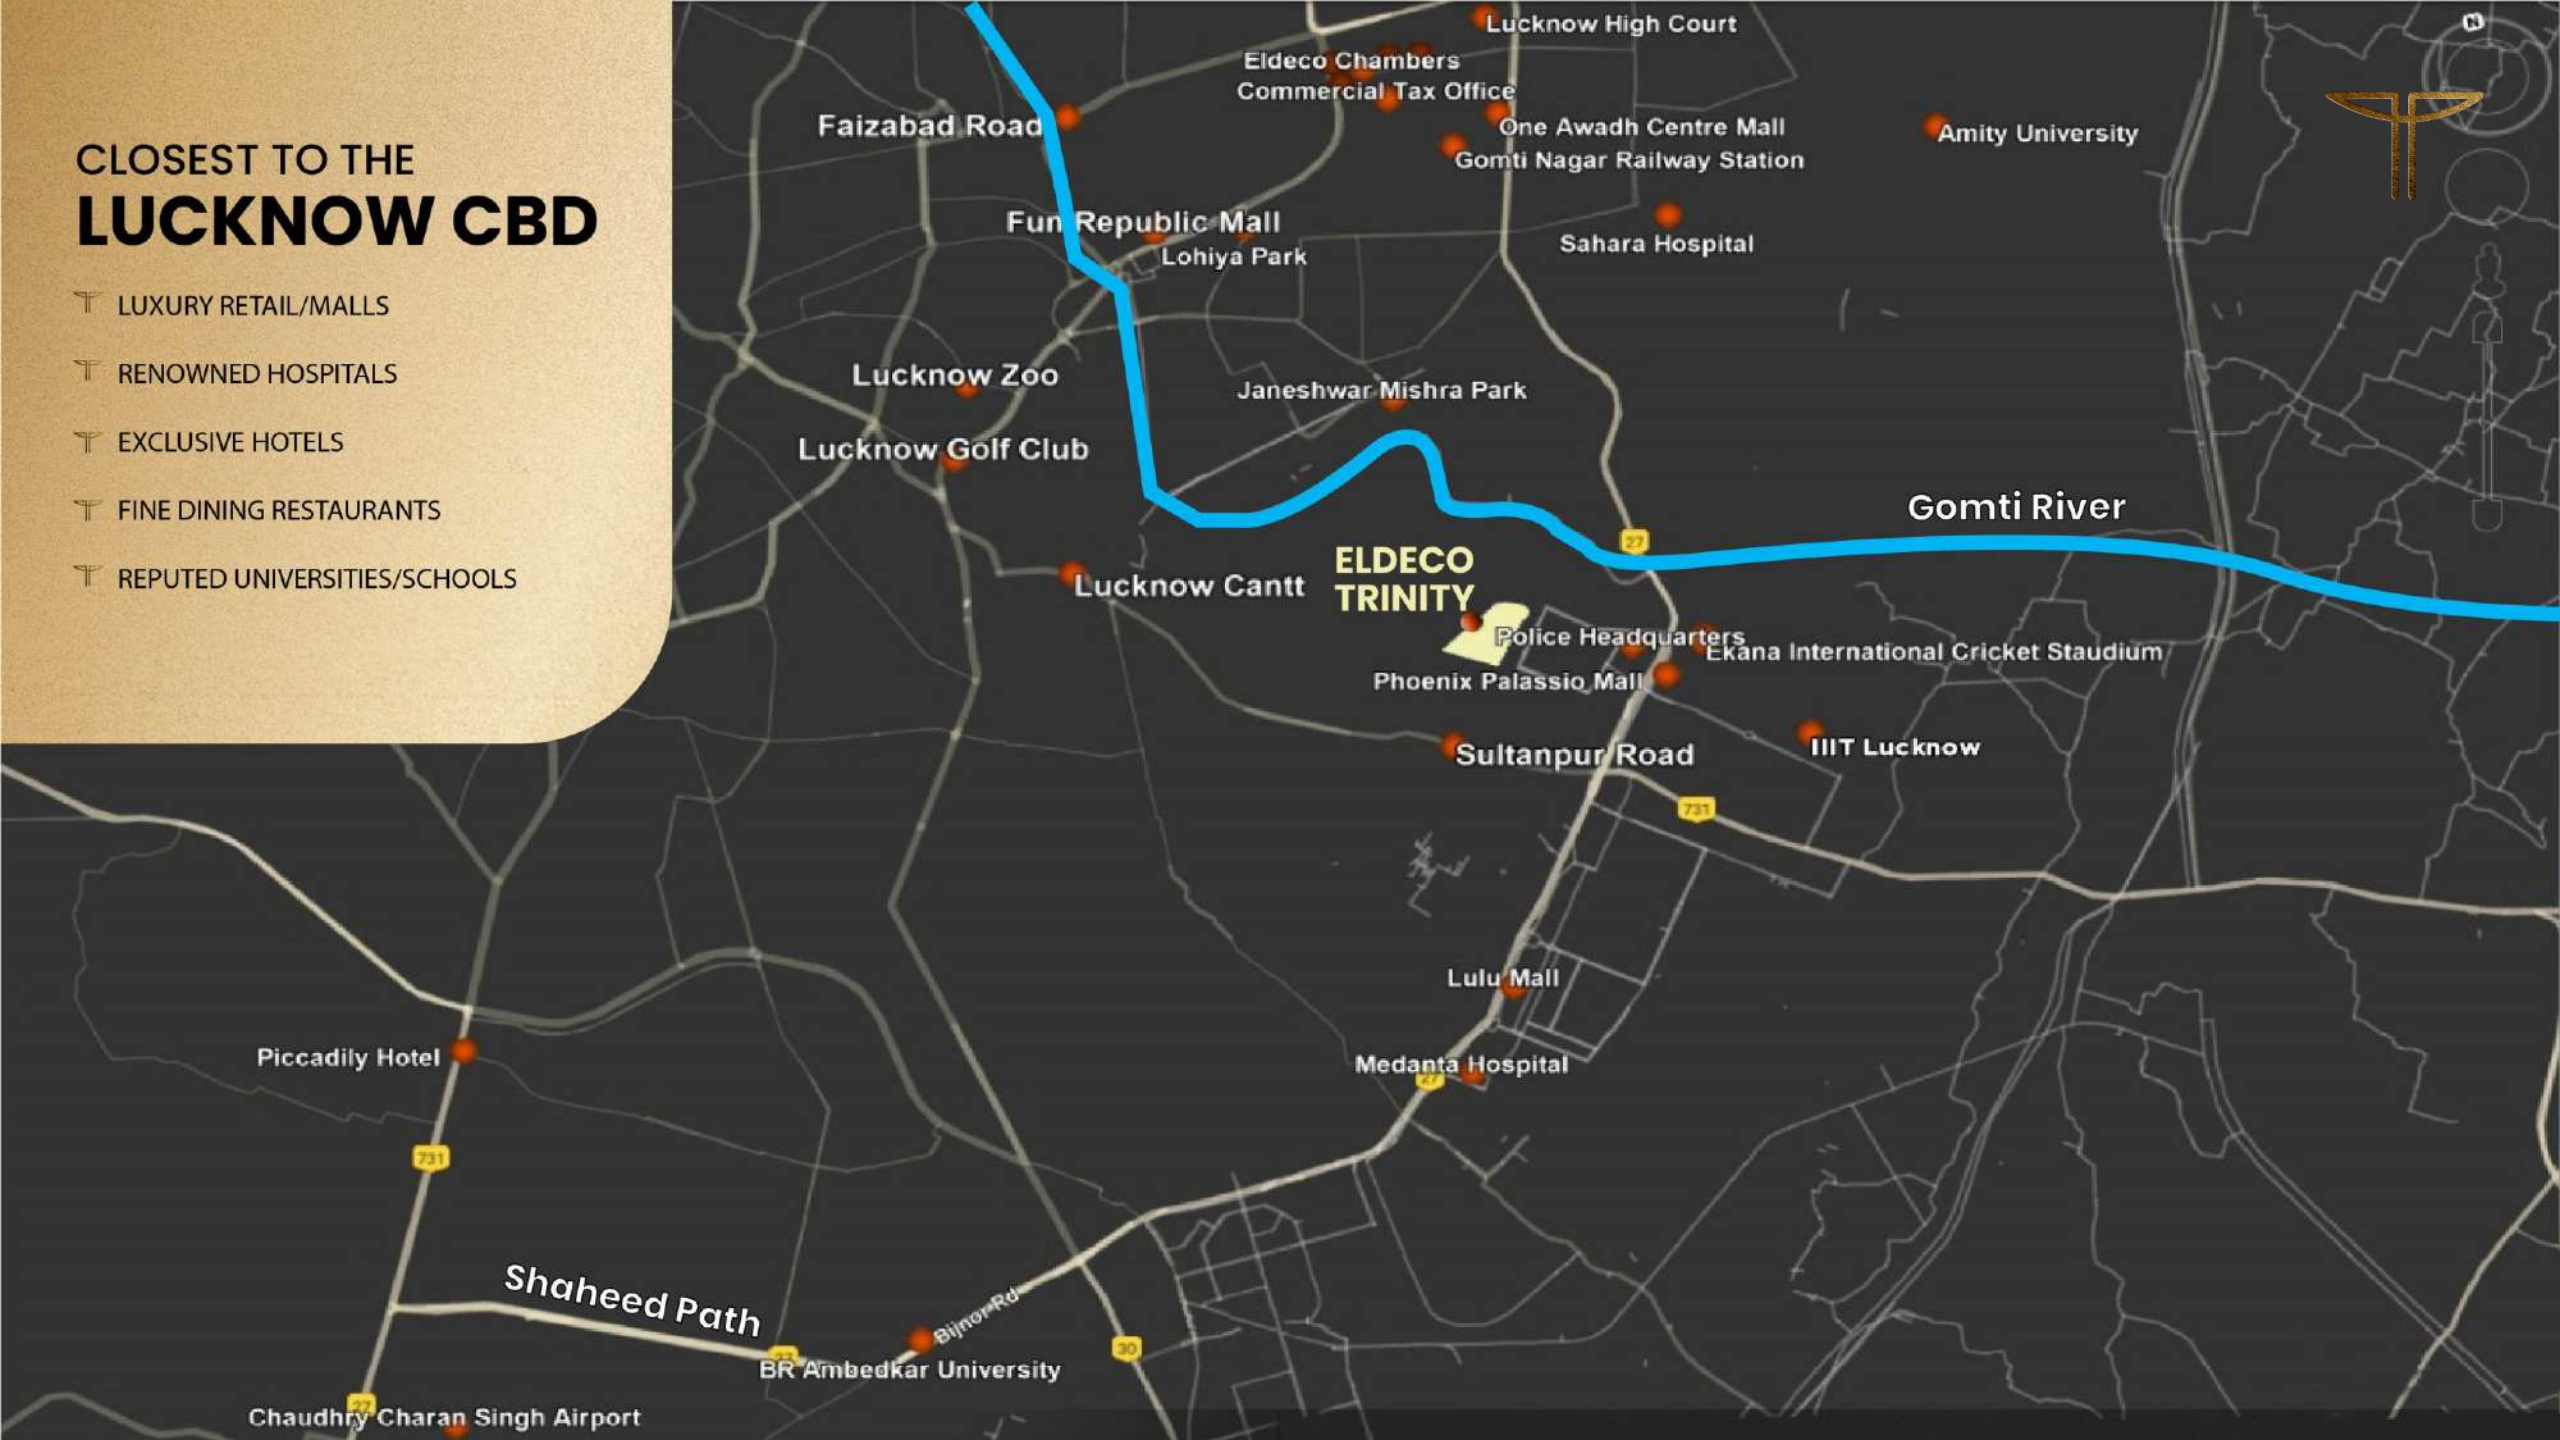 CLOSEST TO THE
LUCKNOW CBD
LUXURY RETAIL/MALLS
RENOWNED HOSPITALS
EXCLUSIVE HOTELS
FINE DINING RESTAURANTS
REPUTED UNIVERSITIES/SCHOOLS
N
Lucknow High Court
Eldeco Chambers
Commercial Tax Office
Faizabad Road
One Awadh Centre Mall
Amity University
Gomti Nagar Railway Station
Fun Republic Mall
Lohiya Park
Sahara Hospital
Lucknow Zoo
Janeshwar Mishra Park
Lucknow Golf Club
Gomti River
27
ELDECO
TRINITY
Lucknow Cantt
Police Headquarters
Ekana International Cricket Staudium
Phoenix Palassio Mall
Sultanpur Road
IIIT Lucknow
731
Lulu Mall
Piccadily Hotel
Medanta Hospital
27
731
Shaheed Path
Bijnor Rd
30
27
BR Ambedkar University
27
Chaudhry Charan Singh Airport